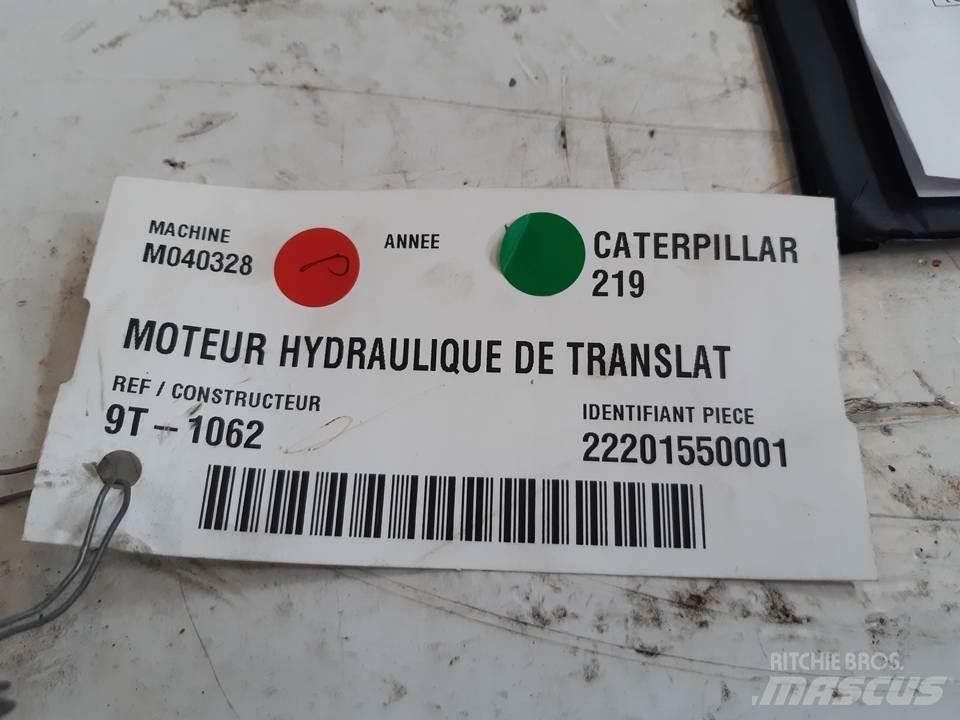 MACHINE
M040328
ANNEE
CATERPILLAR
219
MOTEUR HYDRAULIQUE DE TRANSLAT
REF / CONSTRUCTEUR
9T - 1062
IDENTIFIANT PIECE
22201550001
RITCHIE BROS.
MASCUS